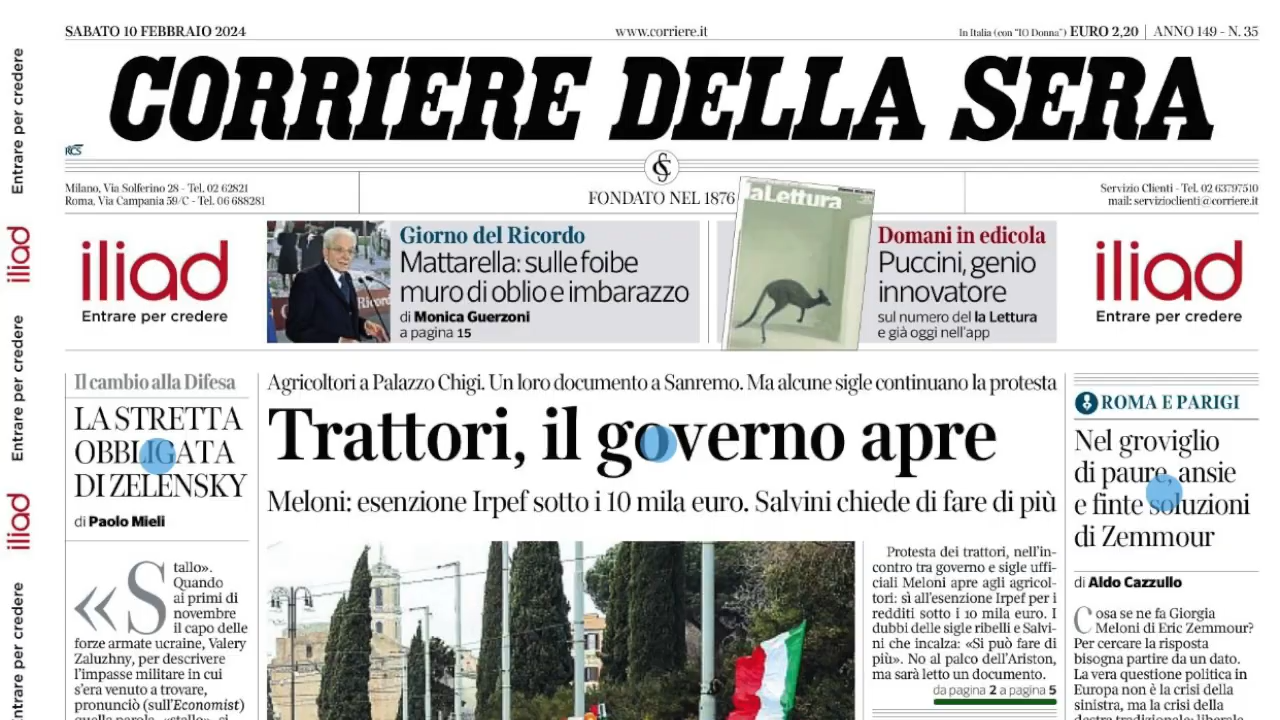 SABATO 10 FEBBRAIO 2024
www.corriere.it
In Italia (con "IO Donna") EURO 2,20 | ANNO 149 - N. 35
CORRIERE DELLA SERA
RCS
Milano, Via Solferino 28 - Tel. 02 62821
Roma, Via Campania 59/C - Tel. 06 688281
FONDATO NEL 1876
Servizio Clienti - Tel. 02 63797510
mail: servizioclienti@corriere.it
Entrare per credere
iliad
Entrare per credere
iliad
Entrare per credere
iliad
Entrare per credere
Giorno del Ricordo
Mattarella: sulle foibe
muro di oblio e imbarazzo
di Monica Guerzoni
a pagina 15
laLettura
Domani in edicola
Puccini, genio
innovatore
sul numero del la Lettura
e già oggi nell'app
iliad
Entrare per credere
Il cambio alla Difesa
LA STRETTA
OBBLIGATA
DI ZELENSKY
di Paolo Mieli
«Stallo».
Quando
ai primi di
novembre
il capo delle
forze armate ucraine, Valery
Zaluzhny, per descrivere
l'impasse militare in cui
s'era venuto a trovare,
pronunciò (sull'Economist)
quella parola, «stallo», si
Agricoltori a Palazzo Chigi. Un loro documento a Sanremo. Ma alcune sigle continuano la protesta
Trattori, il governo apre
Meloni: esenzione Irpef sotto i 10 mila euro. Salvini chiede di fare di più
Protesta dei trattori, nell'in-
contro tra governo e sigle uffi-
ciali Meloni apre agli agricol-
tori: sì all'esenzione Irpef per i
redditi sotto i 10 mila euro. I
dubbi delle sigle ribelli e Salvi-
ni che incalza: «Si può fare di
più». No al palco dell'Ariston,
ma sarà letto un documento.
da pagina 2 a pagina 5
ROMA E PARIGI
Nel groviglio
di paure, ansie
e finte soluzioni
di Zemmour
di Aldo Cazzullo
Cosa se ne fa Giorgia
Meloni di Eric Zemmour?
Per cercare la risposta
bisogna partire da un dato.
La vera questione politica in
Europa non è la crisi della
sinistra, ma la crisi della
destra tradizionale: liberale